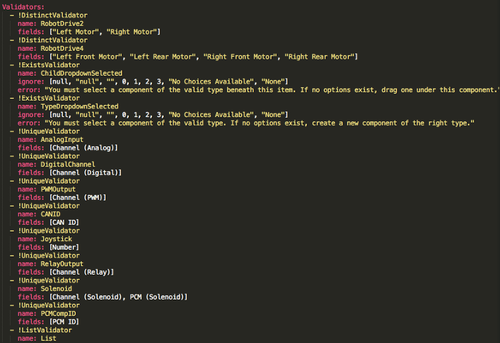 Validators:
- !DistinctValidator
name: RobotDrive2
fields: ["Left Motor", "Right Motor"]
- !DistinctValidator
name: RobotDrive4
fields: ["Left Front Motor", "Left Rear Motor", "Right Front Motor", "Right Rear Motor"]
- !ExistsValidator
name: ChildDropdownSelected
ignore: [null, "null", "", 0, 1, 2, 3, "No Choices Available", "None"]
error: "You must select a component of the valid type beneath this item. If no options exist, drag one under this component."
- !ExistsValidator
name: TypeDropdownSelected
ignore: [null, "null", "", 0, 1, 2, 3, "No Choices Available", "None"]
error: "You must select a component of the valid type. If no options exist, create a new component of the right type."
- !UniqueValidator
name: AnalogInput
fields: [Channel (Analog)]
- !UniqueValidator
name: DigitalChannel
fields: [Channel (Digital)]
- !UniqueValidator
name: PWMOutput
fields: [Channel (PWM)]
- !UniqueValidator
name: CANID
fields: [CAN ID]
- !UniqueValidator
name: Joystick
fields: [Number]
- !UniqueValidator
name: RelayOutput
fields: [Channel (Relay)]
- !UniqueValidator
name: Solenoid
fields: [Channel (Solenoid), PCM (Solenoid)]
- !UniqueValidator
name: PCMCompID
fields: [PCM ID]
- !ListValidator
name: List